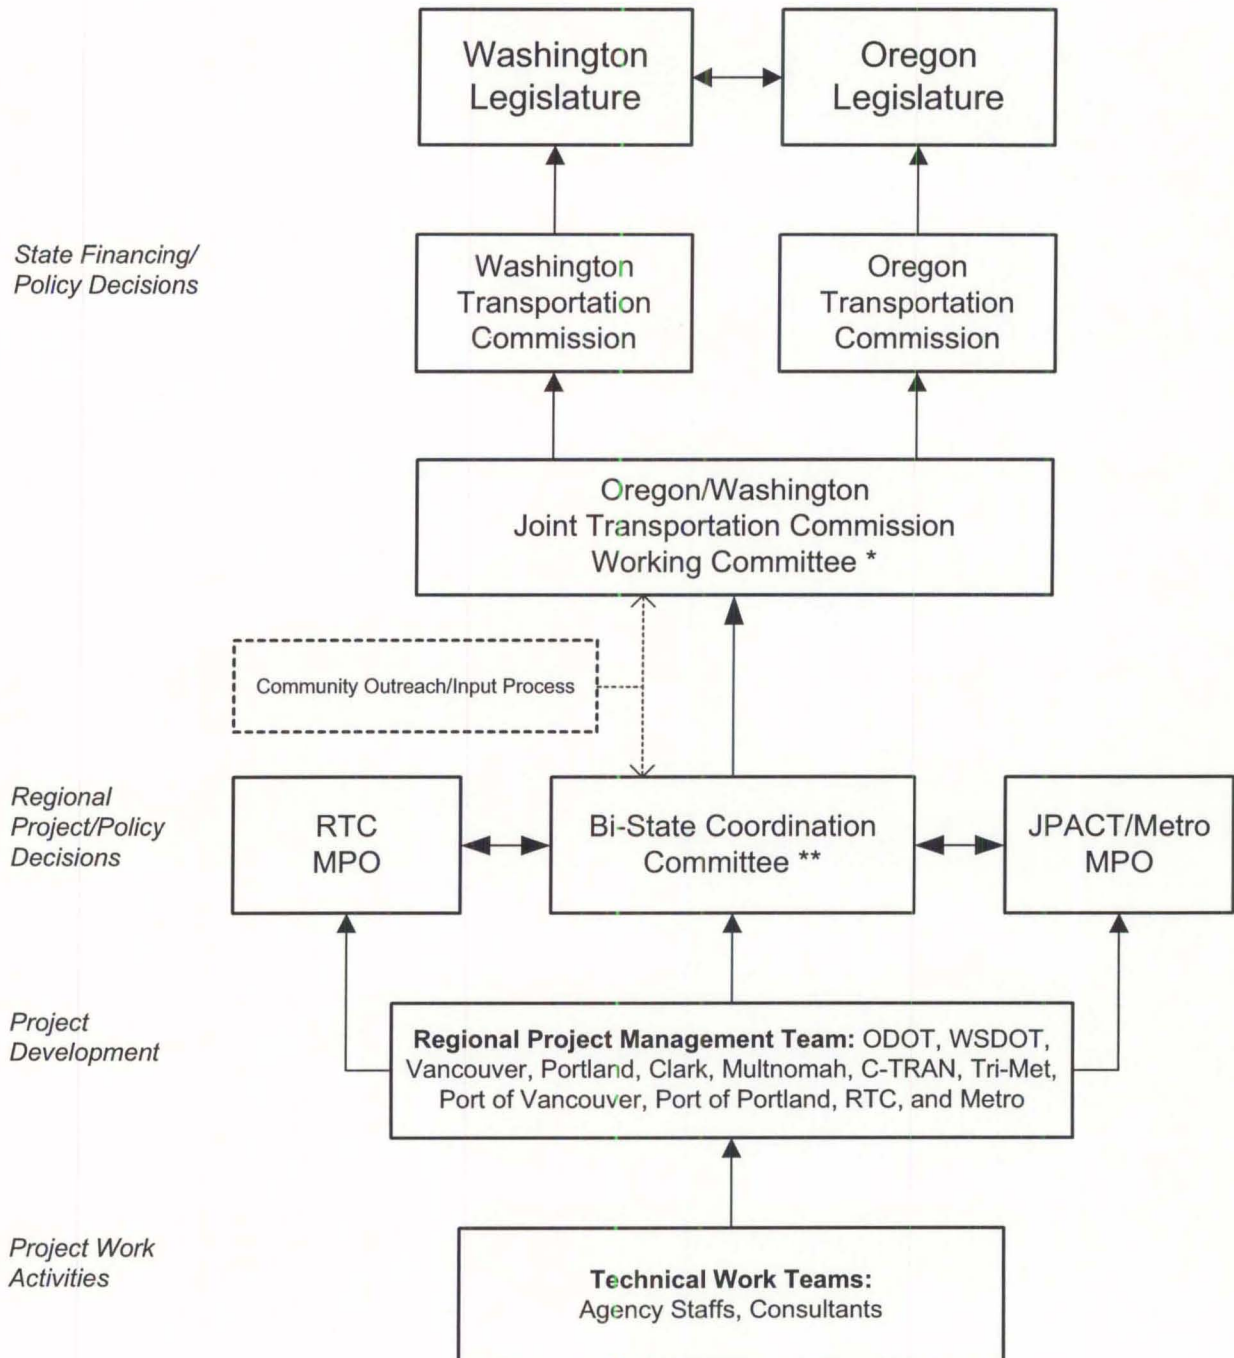 Washington
Legislature
Oregon
Legislature
State Financing/
Policy Decisions
Washington
Transportation
Commission
Oregon
Transportation
Commission
Oregon/Washington
Joint Transportation Commission
Working Committee *
Community Outreach/Input Process
Regional
Project/Policy
Decisions
RTC
MPO
Bi-State Coordination
Committee **
JPACT/Metro
MPO
Project
Development
Regional Project Management Team: ODOT, WSDOT,
Vancouver, Portland, Clark, Multnomah, C-TRAN, Tri-Met,
Port of Vancouver, Port of Portland, RTC, and Metro
Project Work
Activities
Technical Work Teams:
Agency Staffs, Consultants